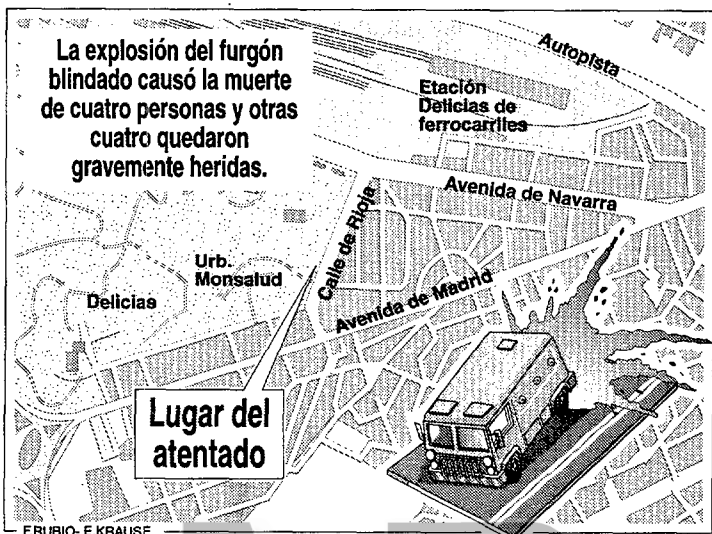 La explosión del furgón
blindado causó la muerte
de cuatro personas y otras
cuatro quedaron
gravemente heridas.
Autopista
Etación
Delicias de
ferrocarriles
Avenida de Navarra
Calle de Rioja
Urb.
Monsalud
Delicias
Avenida de Madrid
Lugar del
atentado
F.RUBIO- F.KRAUSE